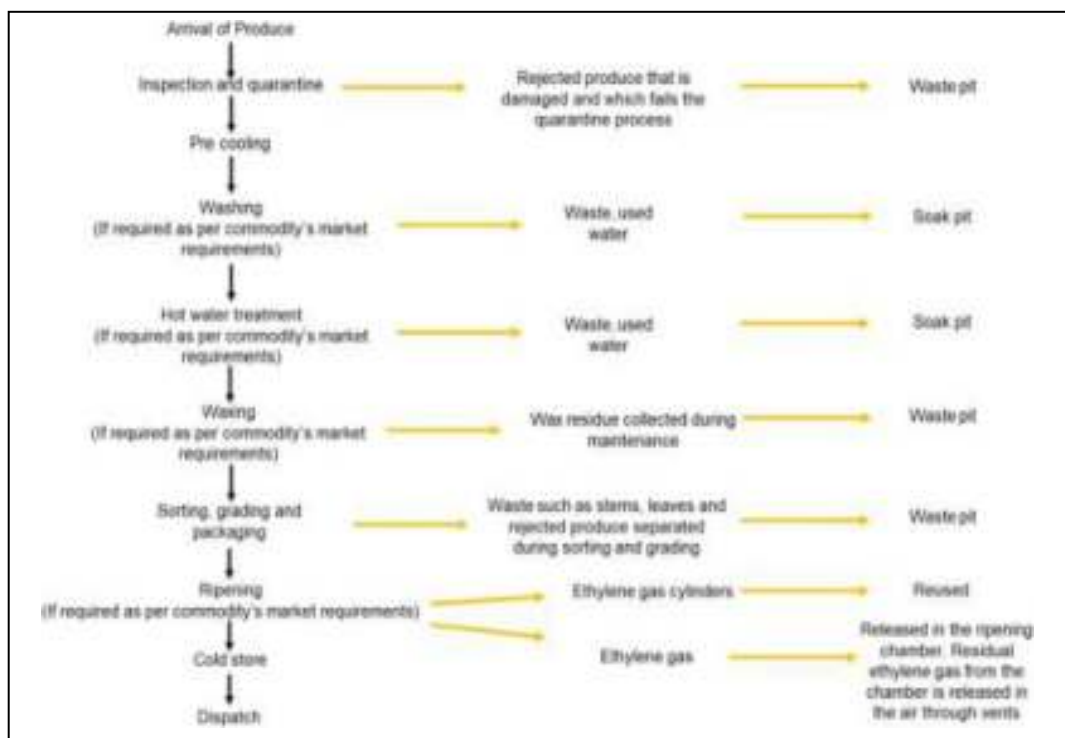 Arrival of Produce
Inspection and quarantine
Rejected produce that is
damaged and which fails the
quarantine process
Waste pit
Pre cooling
Washing
(If required as per commodity's market
requirements)
Waste, used
water
Soak pit
Hot water treatment
(If required as per commodity's market
requirements)
Waste, used
water
Soak pit
Waxing
(If required as per commodity's market
requirements)
Wax residue collected during
maintenance
Waste pit
Sorting, grading and
packaging
Waste such as stems, leaves and
rejected produce separated
during sorting and grading
Waste pit
Ripening
(If required as per commodity's market requirements)
Ethylene gas cylinders
Reused
Ethylene gas
Released in the ripening
chamber. Residual
ethylene gas from the
chamber is released in
the air through vents
Cold store
Dispatch